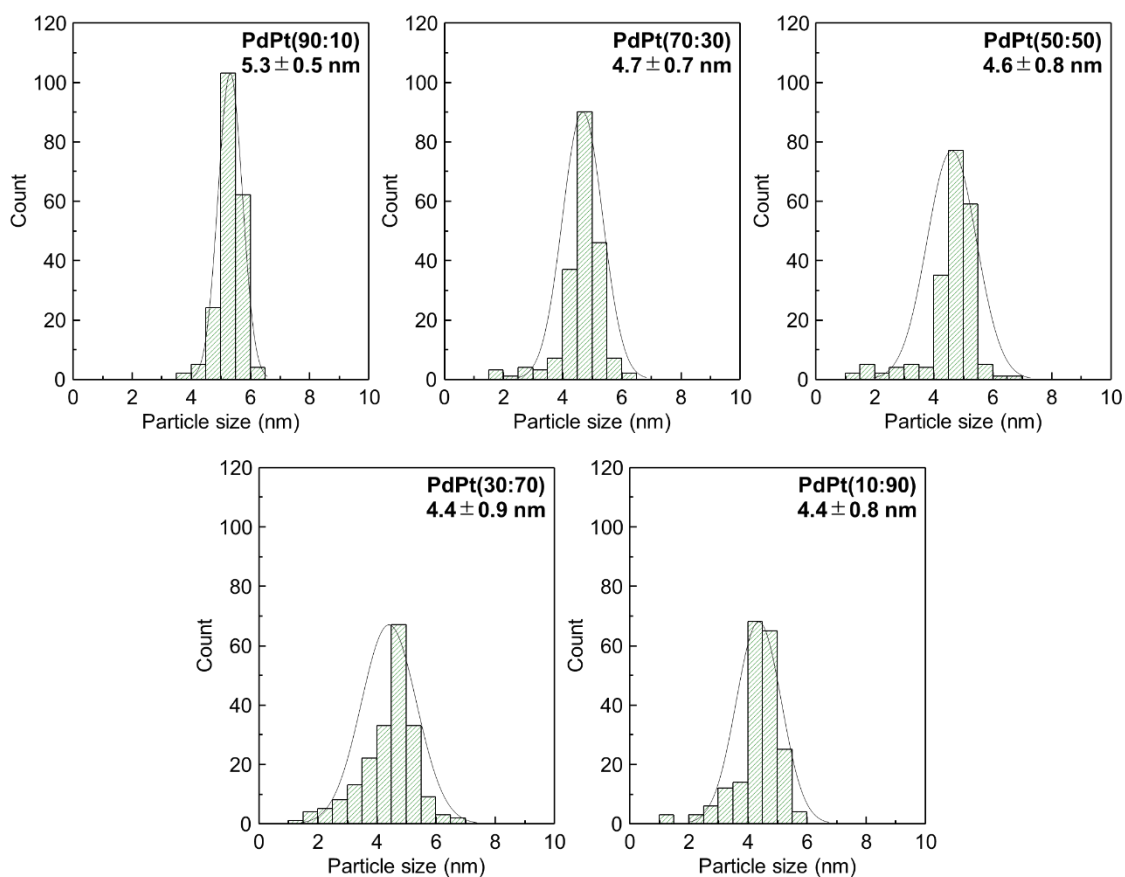 120
100
80
60
40
20
0
Count
PdPt(90:10)
5.3±0.5 nm
0 2 4 6 8 10
Particle size (nm)
120
100
80
60
40
20
0
Count
PdPt(70:30)
4.7±0.7 nm
0 2 4 6 8 10
Particle size (nm)
120
100
80
60
40
20
0
Count
PdPt(50:50)
4.6±0.8 nm
0 2 4 6 8 10
Particle size (nm)
120
100
80
60
40
20
0
Count
PdPt(30:70)
4.4±0.9 nm
0 2 4 6 8 10
Particle size (nm)
120
100
80
60
40
20
0
Count
PdPt(10:90)
4.4±0.8 nm
0 2 4 6 8 10
Particle size (nm)